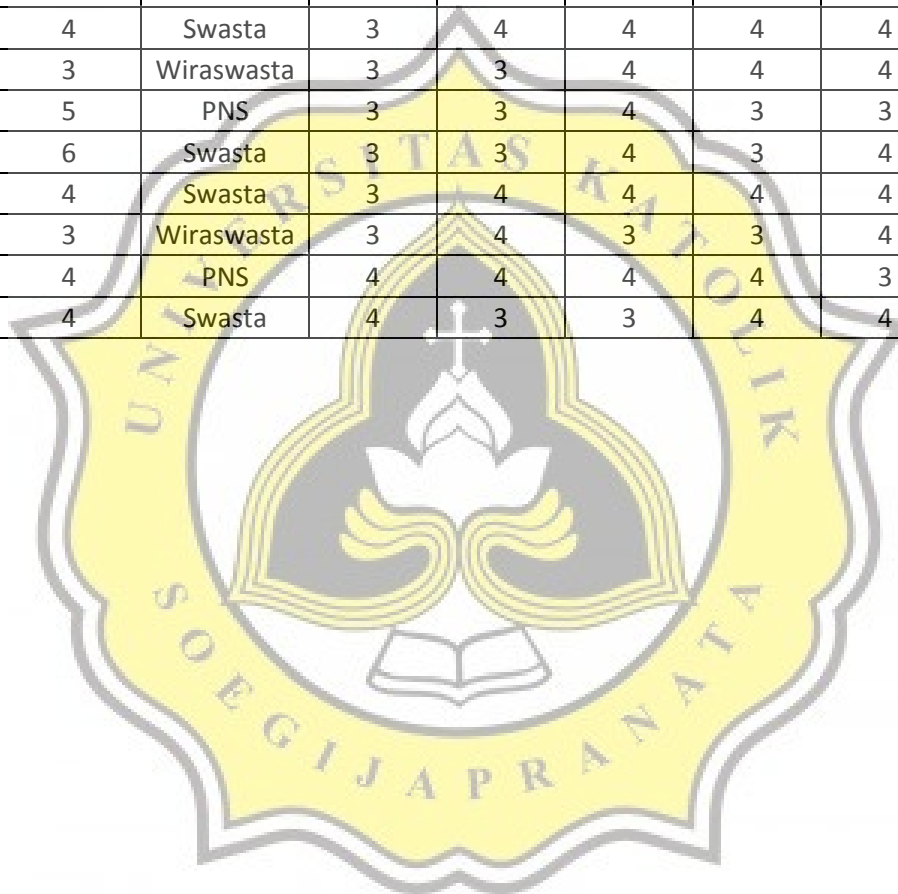 4 Swasta 3 4 4 4 4
3 Wiraswasta 3 3 4 4 4
5 PNS 3 3 4 3 3
6 Swasta 3 3 4 3 4
4 Swasta 3 4 4 4 4
3 Wiraswasta 3 4 3 3 4
4 PNS 4 4 4 4 3
4 Swasta 4 3 3 4 4
UNIVERSITAS KATOLIK
SOEGIJAPRANATA